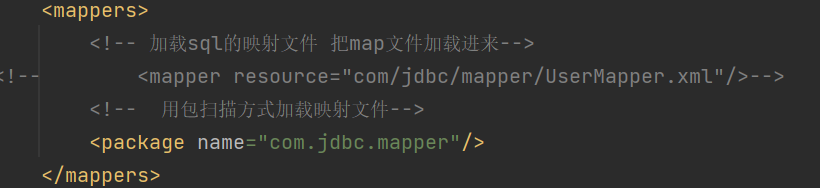 <mappers>
<!-- 加载sql的映射文件 把map文件加载进来-->
<!-- <mapper resource="com/jdbc/mapper/UserMapper.xml"/>-->
<!-- 用包扫描方式加载映射文件-->
<package name="com.jdbc.mapper"/>
</mappers>